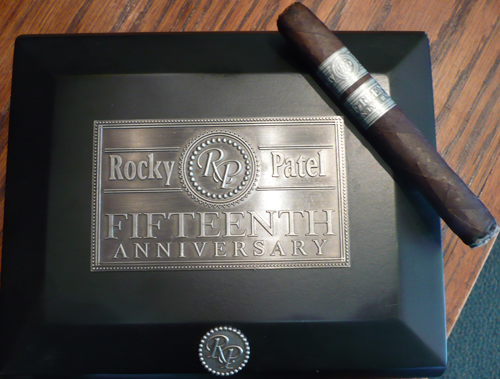 Rocky RP Patel
FIFTEENTH
ANNIVERSARY
RP